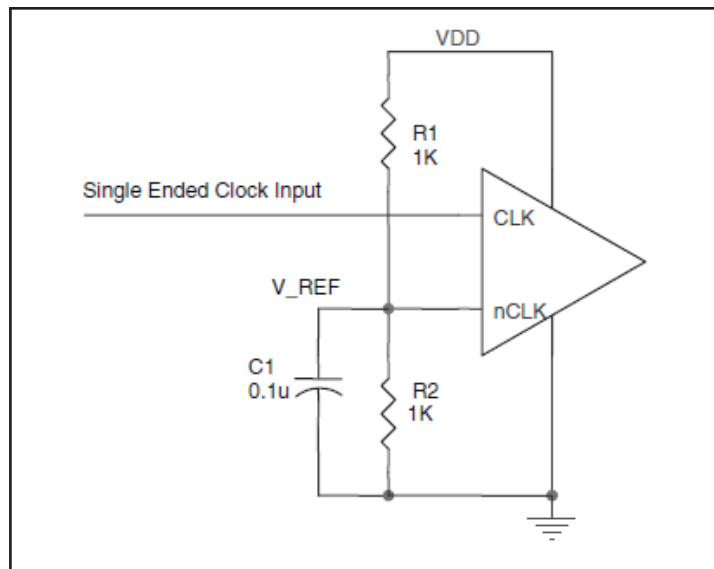 VDD
R1
1K
Single Ended Clock Input
CLK
V_REF
nCLK
C1
0.1u
R2
1K